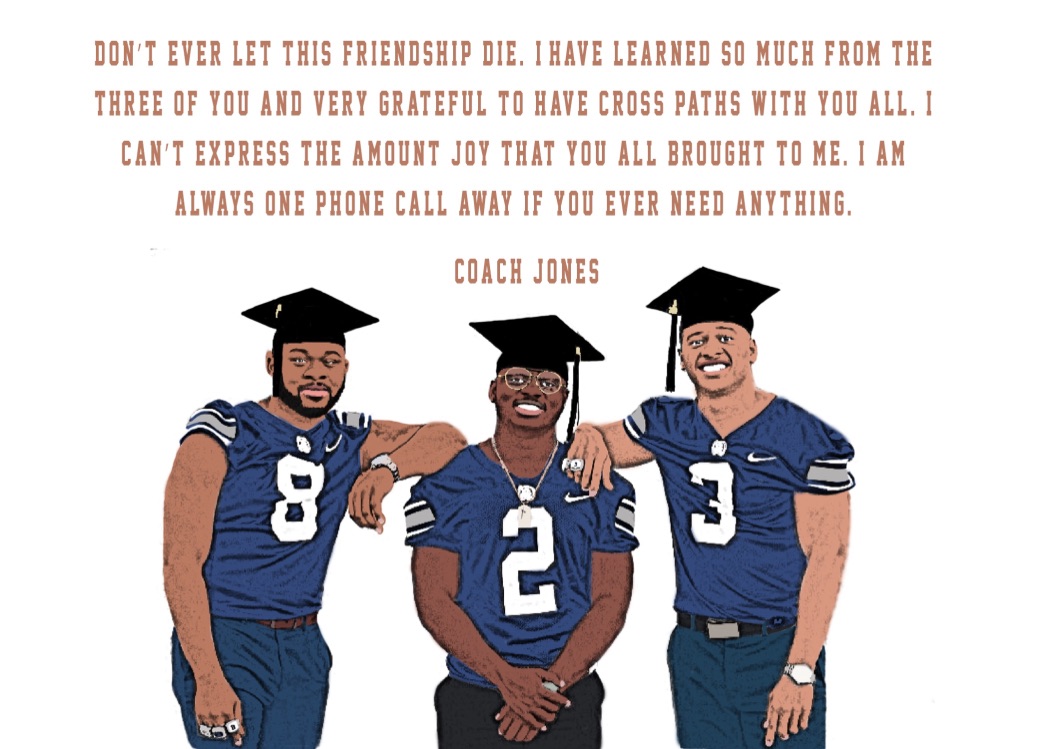 DON'T EVER LET THIS FRIENDSHIP DIE. I HAVE LEARNED SO MUCH FROM THE
THREE OF YOU AND VERY GRATEFUL TO HAVE CROSS PATHS WITH YOU ALL. I
CAN'T EXPRESS THE AMOUNT JOY THAT YOU ALL BROUGHT TO ME. I AM
ALWAYS ONE PHONE CALL AWAY IF YOU EVER NEED ANYTHING.
COACH JONES
8
2
3